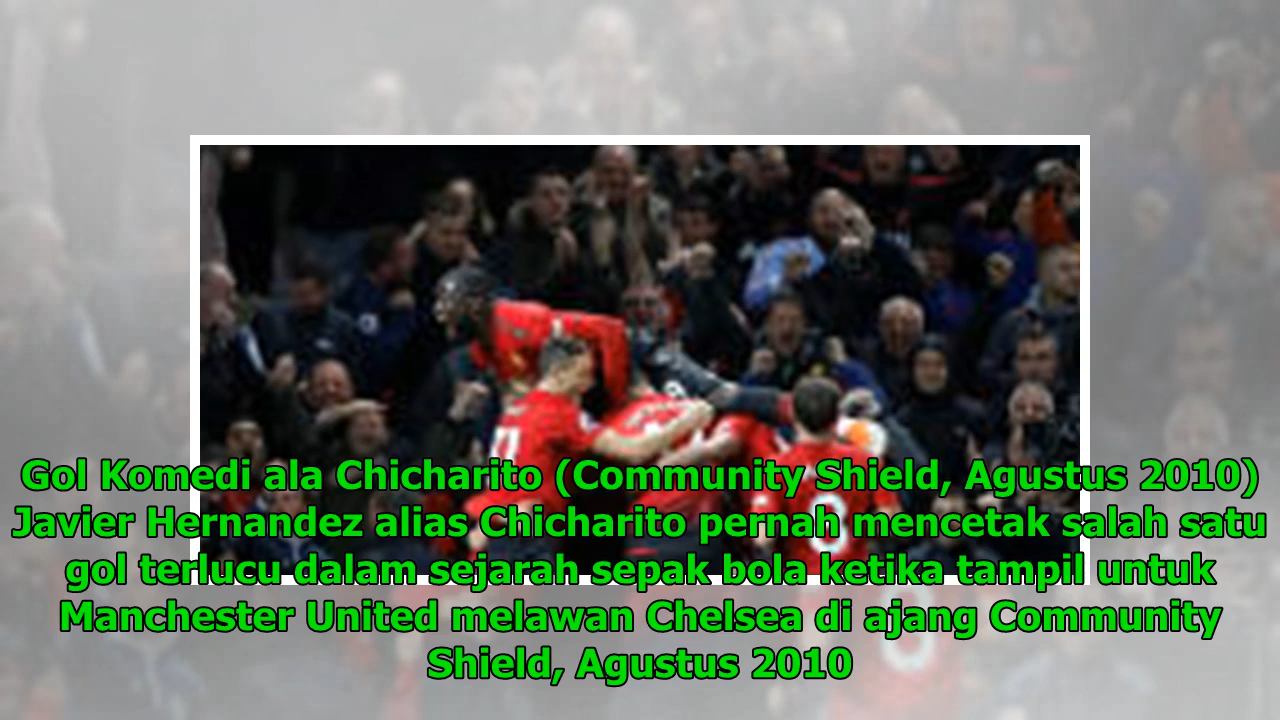 Gol Komedi ala Chicharito (Community Shield, Agustus 2010)
Javier Hernandez alias Chicharito pernah mencetak salah satu
gol terlucu dalam sejarah sepak bola ketika tampil untuk
Manchester United melawan Chelsea di ajang Community
Shield, Agustus 2010